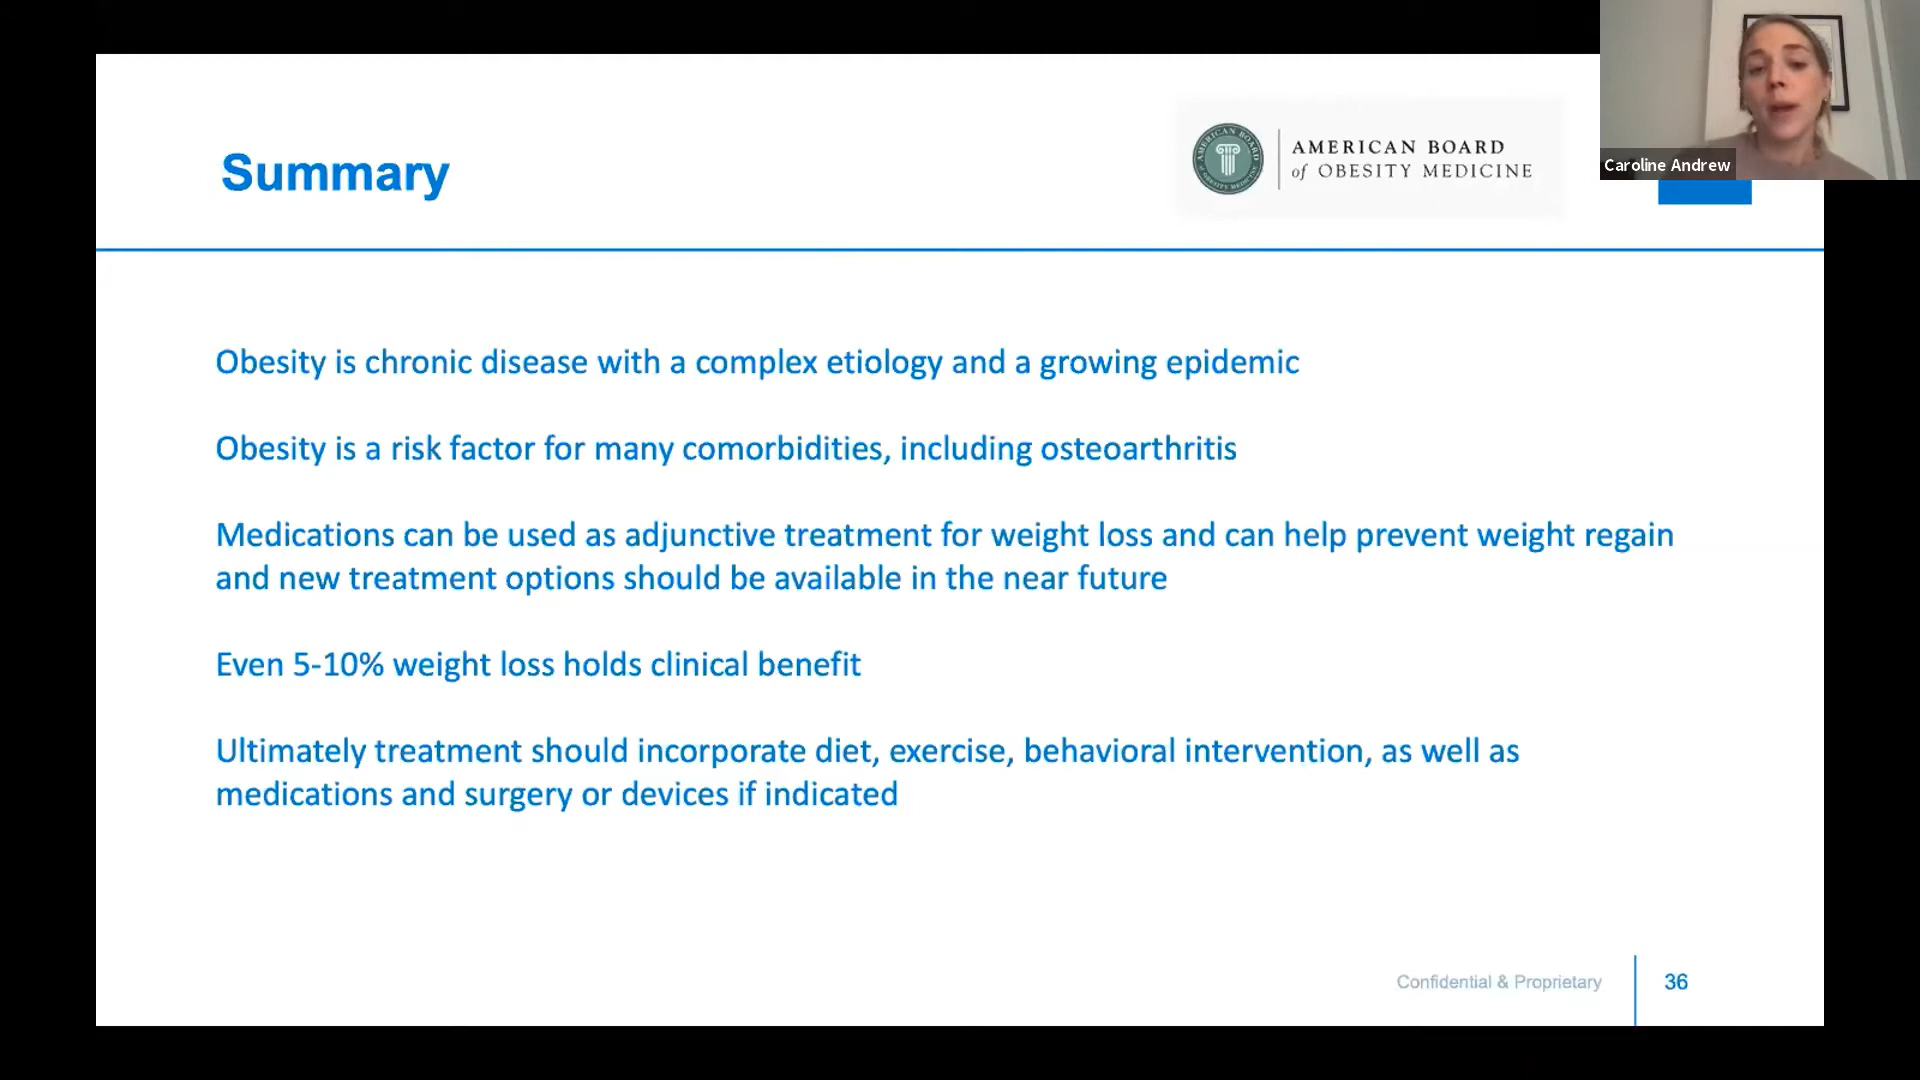 Summary
AMERICAN BOARD
of OBESITY MEDICINE
Caroline Andrew
Obesity is chronic disease with a complex etiology and a growing epidemic
Obesity is a risk factor for many comorbidities, including osteoarthritis
Medications can be used as adjunctive treatment for weight loss and can help prevent weight regain
and new treatment options should be available in the near future
Even 5-10% weight loss holds clinical benefit
Ultimately treatment should incorporate diet, exercise, behavioral intervention, as well as
medications and surgery or devices if indicated
Confidential & Proprietary
36